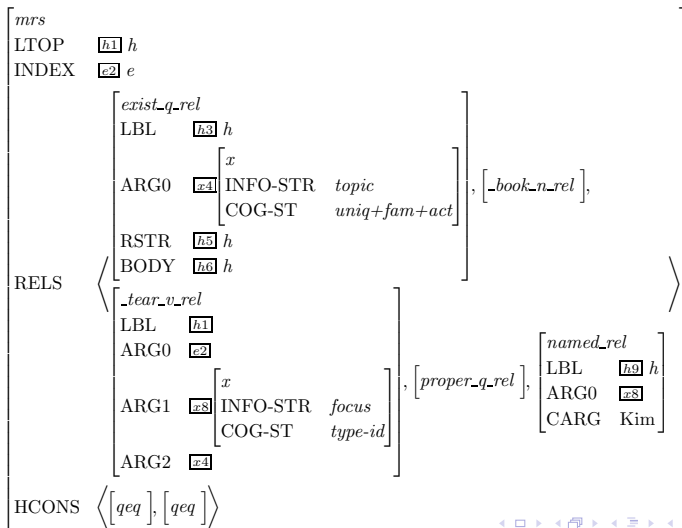 mrs
LTOP h1 h
INDEX e2 e
RELS
exist_q_rel
LBL h3 h
ARG0 x4
x
INFO-STR topic
COG-ST uniq+fam+act
RSTR h5 h
BODY h6 h
, [_book_n_rel],
_tear_v_rel
LBL h1
ARG0 e2
ARG1 x8
x
INFO-STR focus
COG-ST type-id
ARG2 x4
, [proper_q_rel],
named_rel
LBL h9 h
ARG0 x8
CARG Kim
HCONS ⟨[qeq], [qeq]⟩